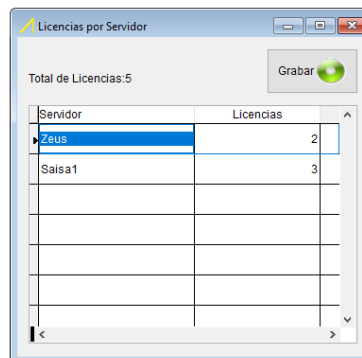 Licencias por Servidor
Grabar
Total de Licencias:5
Servidor Licencias
Zeus 2
Saisa1 3